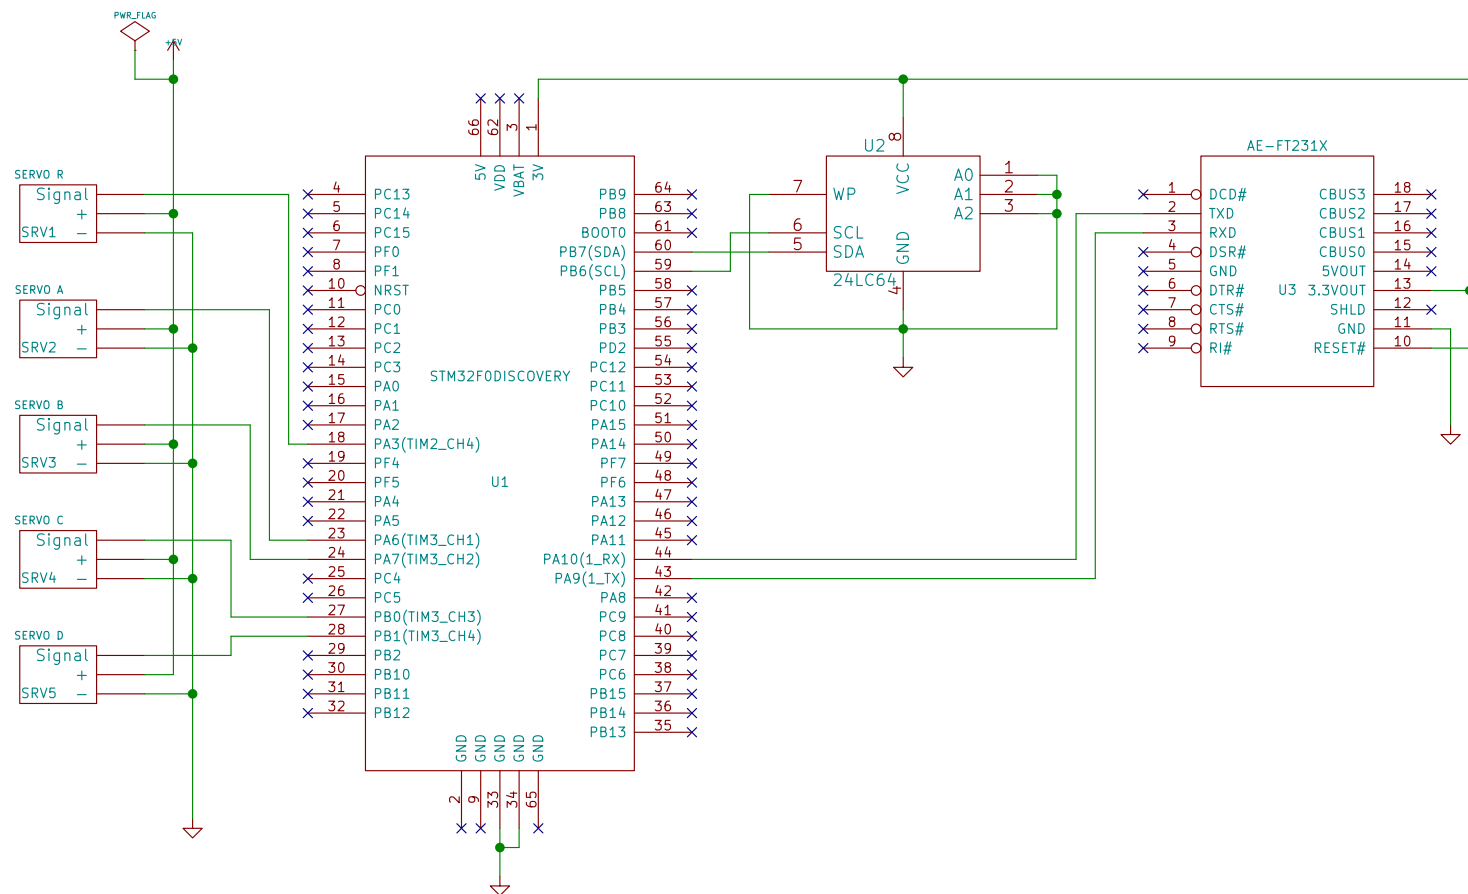 PWR_FLAG
+6V
SERVO R
Signal
+
SRV1 −
SERVO A
Signal
+
SRV2 −
SERVO B
Signal
+
SRV3 −
SERVO C
Signal
+
SRV4 −
SERVO D
Signal
+
SRV5 −
66 62 3 1
5V VDD VBAT 3V
4 PC13
5 PC14
6 PC15
7 PF0
8 PF1
10 NRST
11 PC0
12 PC1
13 PC2
14 PC3
15 PA0
16 PA1
17 PA2
18 PA3(TIM2_CH4)
19 PF4
20 PF5
21 PA4
22 PA5
23 PA6(TIM3_CH1)
24 PA7(TIM3_CH2)
25 PC4
26 PC5
27 PB0(TIM3_CH3)
28 PB1(TIM3_CH4)
29 PB2
30 PB10
31 PB11
32 PB12
STM32F0DISCOVERY
U1
PB9 64
PB8 63
BOOT0 61
PB7(SDA) 60
PB6(SCL) 59
PB5 58
PB4 57
PB3 56
PD2 55
PC12 54
PC11 53
PC10 52
PA15 51
PA14 50
PF7 49
PF6 48
PA13 47
PA12 46
PA11 45
PA10(1_RX) 44
PA9(1_TX) 43
PA8 42
PC9 41
PC8 40
PC7 39
PC6 38
PB15 37
PB14 36
PB13 35
GND GND GND GND GND
2 9 33 34 65
U2
8
VCC
7 WP
6 SCL
5 SDA
A0 1
A1 2
A2 3
GND
4
24LC64
AE−FT231X
1 DCD#
2 TXD
3 RXD
4 DSR#
5 GND
6 DTR#
7 CTS#
8 RTS#
9 RI#
U3
CBUS3 18
CBUS2 17
CBUS1 16
CBUS0 15
5VOUT 14
3.3VOUT 13
SHLD 12
GND 11
RESET# 10